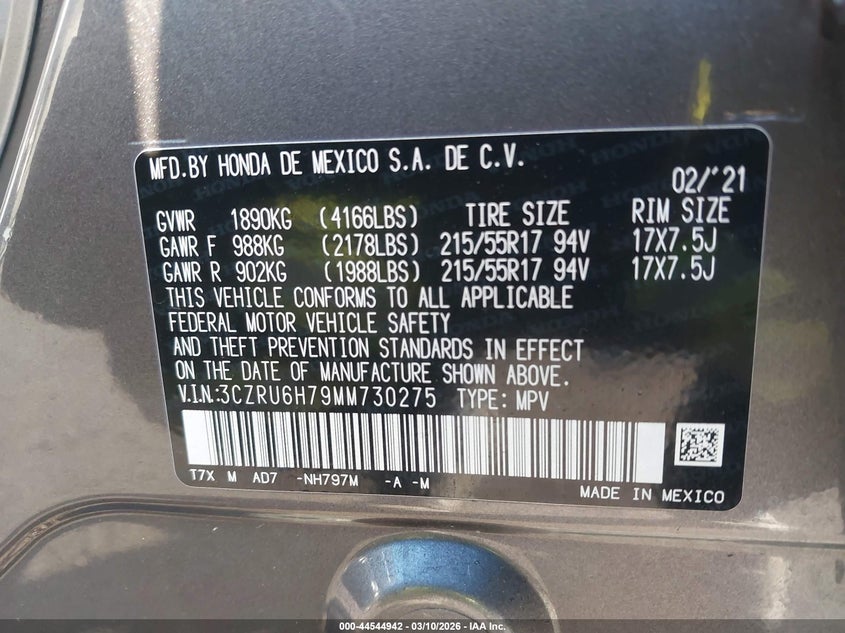 MFD.BY HONDA DE MEXICO S.A. DE C.V.
02/'21
GVWR 1890KG (4166LBS) TIRE SIZE RIM SIZE
GAWR F 988KG (2178LBS) 215/55R17 94V 17X7.5J
GAWR R 902KG (1988LBS) 215/55R17 94V 17X7.5J
THIS VEHICLE CONFORMS TO ALL APPLICABLE
FEDERAL MOTOR VEHICLE SAFETY
AND THEFT PREVENTION STANDARDS IN EFFECT
ON THE DATE OF MANUFACTURE SHOWN ABOVE.
V.I.N:3CZRU6H79MM730275 TYPE: MPV
T7X M AD7 -NH797M -A -M
MADE IN MEXICO
000-44544942 - 03/10/2026 - IAA Inc.